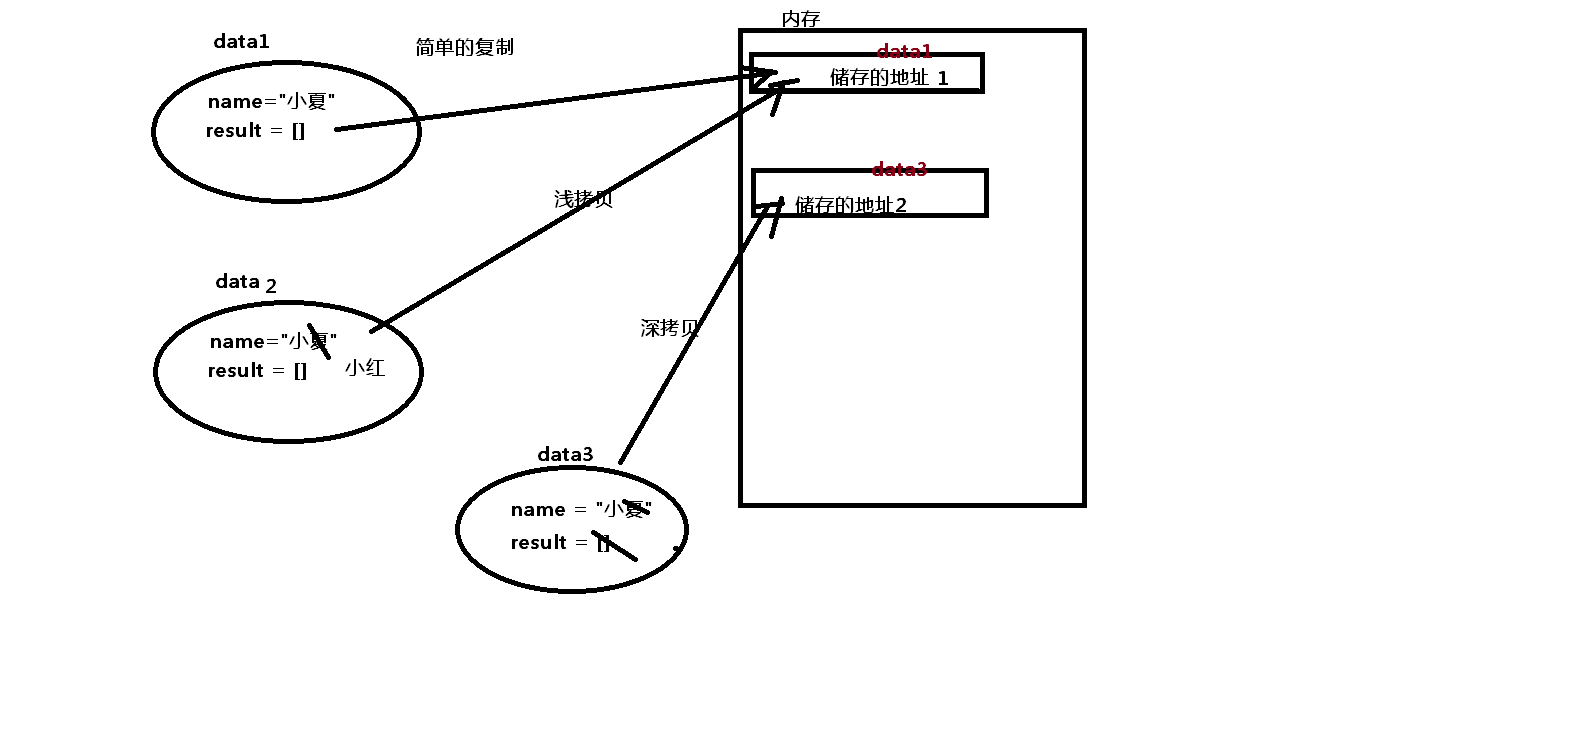 内存
data1
简单的复制
data1
储存的地址 1
name="小夏"
result = []
data3
浅拷贝
储存的地址2
data 2
name="小夏"
result = []
小红
深拷贝
data3
name = "小夏"
result = []